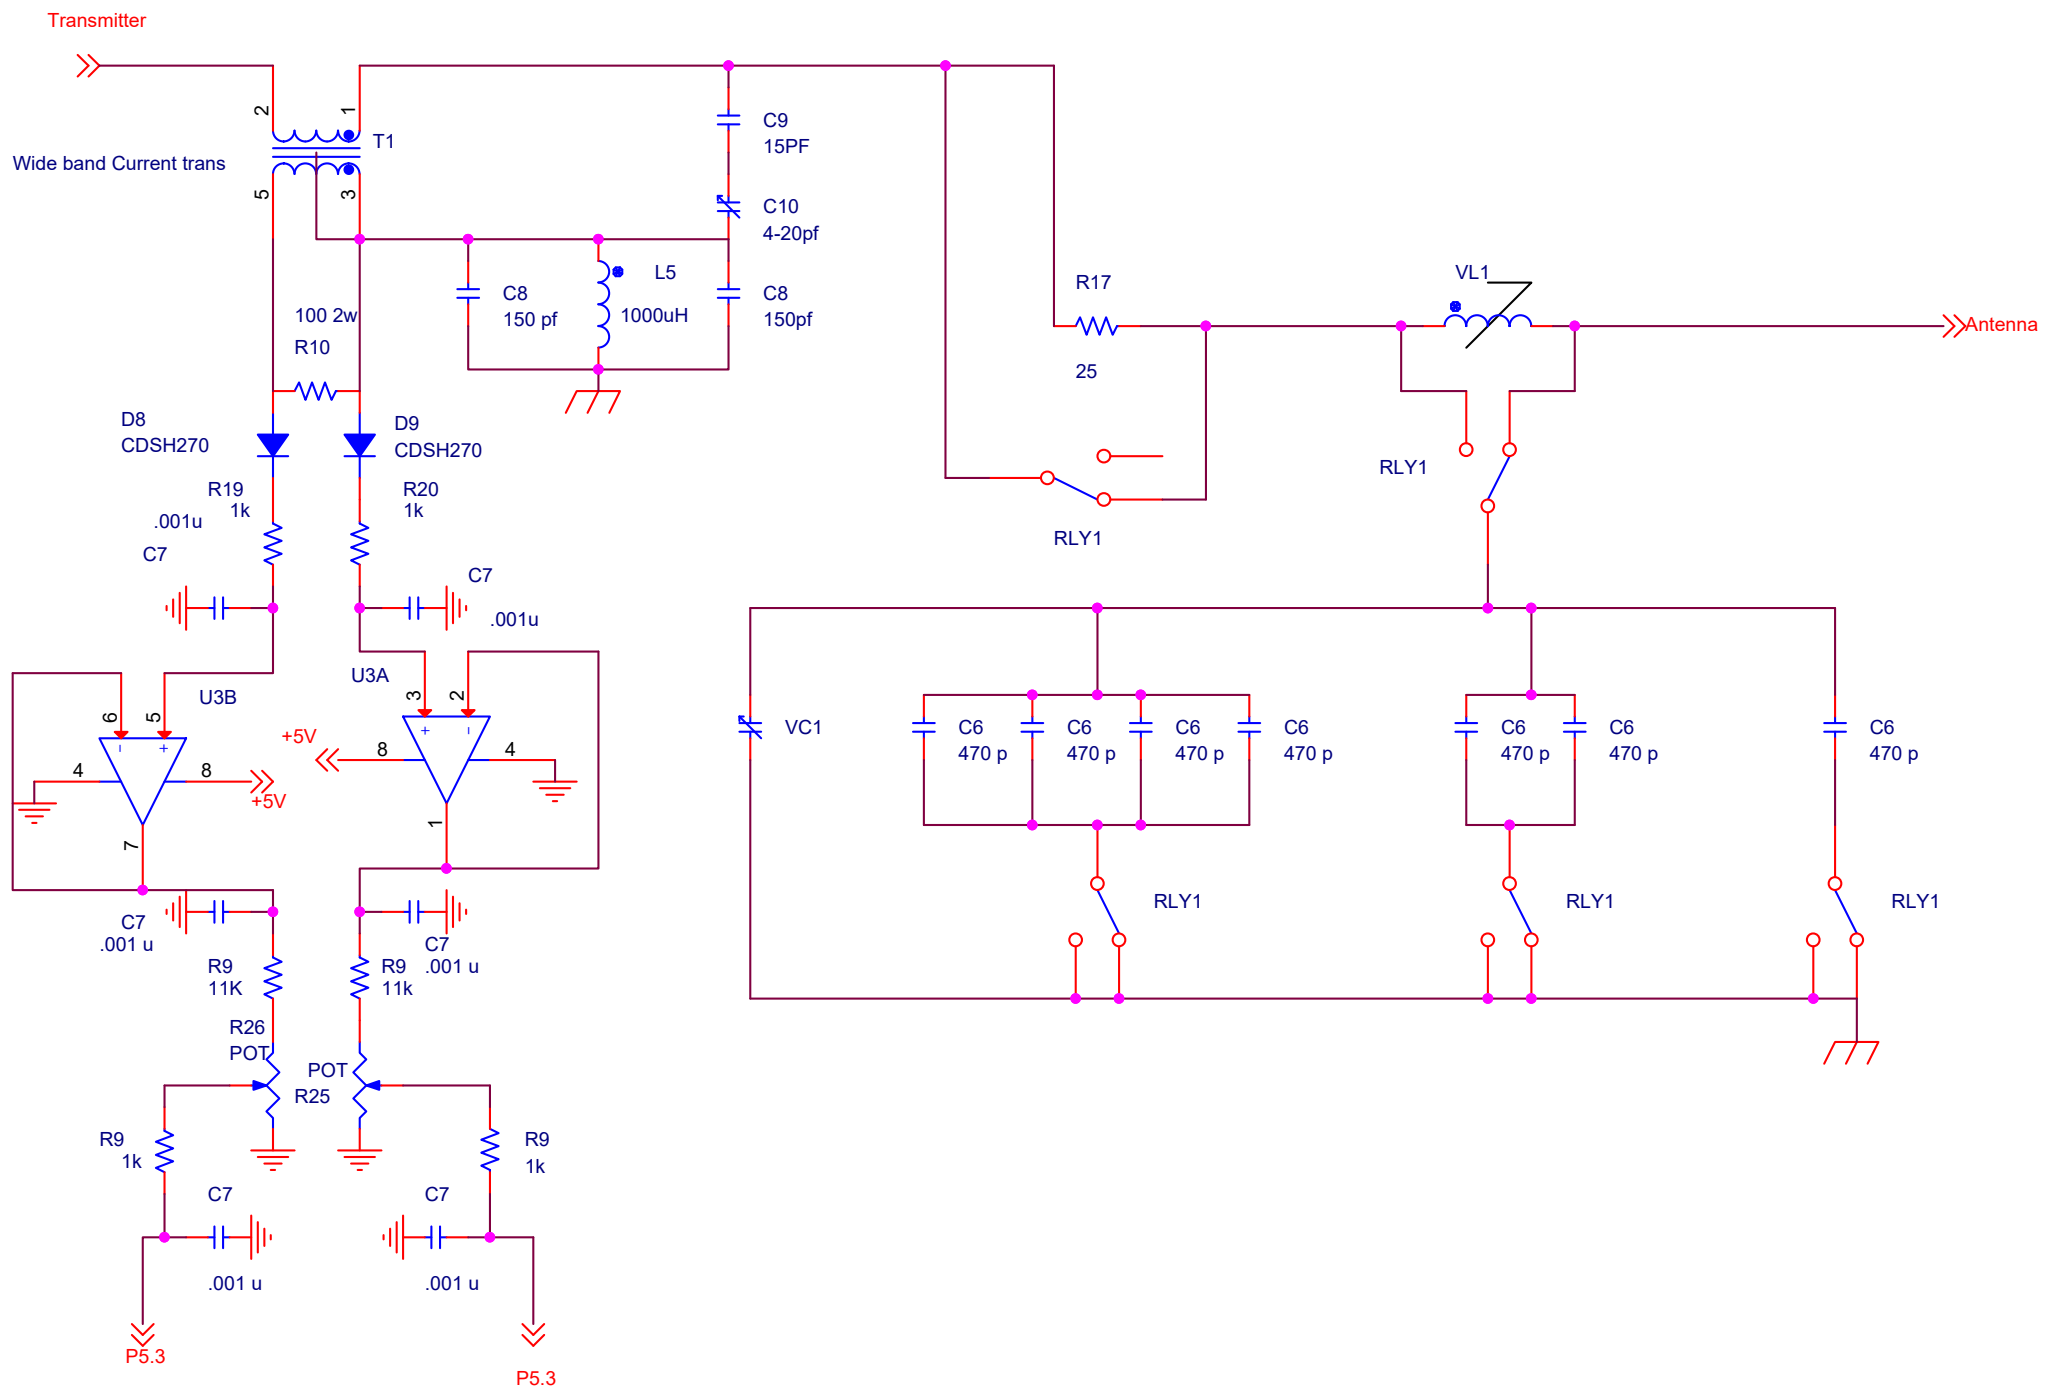 Transmitter
2
1
T1
Wide band Current trans
5
3
C9
15PF
C10
4-20pf
L5
1000uH
C8
150 pf
C8
150pf
100 2w
R10
R17
25
VL1
Antenna
D8
CDSH270
D9
CDSH270
RLY1
R19
1k
R20
1k
.001u
C7
RLY1
C7
.001u
U3B
U3A
6
5
-
+
4
8
+5V
7
+5V
3
2
+
-
8
4
1
VC1
C6
470 p
C6
470 p
C6
470 p
C6
470 p
C6
470 p
C6
470 p
C6
470 p
RLY1
RLY1
RLY1
C7
.001 u
C7
.001 u
R9
11K
R9
11k
R26
POT
POT
R25
R9
1k
R9
1k
C7
.001 u
C7
.001 u
P5.3
P5.3